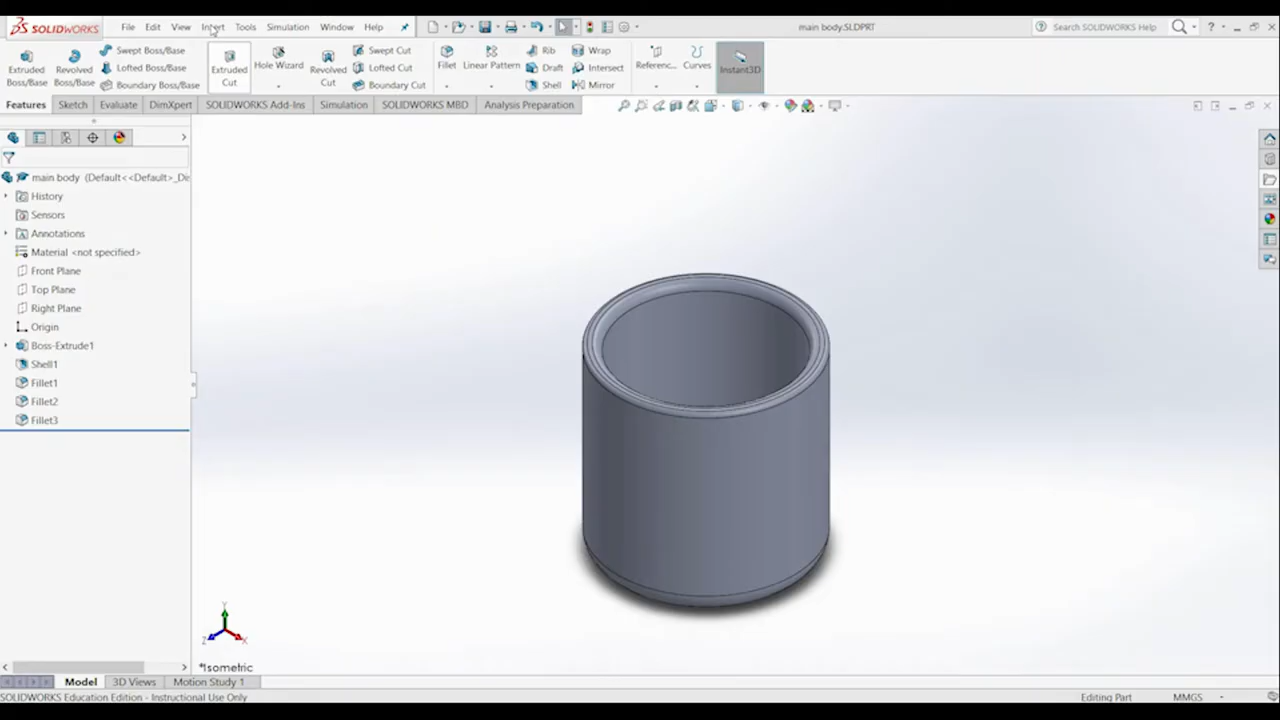 SOLIDWORKS File Edit View Insert Tools Simulation Window Help main body.SLDPRT Search SOLIDWORKS Help ?
Extruded Boss/Base
Revolved Boss/Base
Swept Boss/Base
Lofted Boss/Base
Boundary Boss/Base
Extruded Cut
Hole Wizard
Revolved Cut
Swept Cut
Lofted Cut
Boundary Cut
Fillet
Linear Pattern
Rib
Draft
Shell
Wrap
Intersect
Mirror
Referenc...
Curves
Instant3D
Features Sketch Evaluate DimXpert SOLIDWORKS Add-Ins Simulation SOLIDWORKS MBD Analysis Preparation
main body (Default<<Default>_Dis
History
Sensors
Annotations
Material <not specified>
Front Plane
Top Plane
Right Plane
Origin
Boss-Extrude1
Shell1
Fillet1
Fillet2
Fillet3
Y
Z
X
*Isometric
Model 3D Views Motion Study 1
SOLIDWORKS Education Edition - Instructional Use Only Editing Part MMGS -